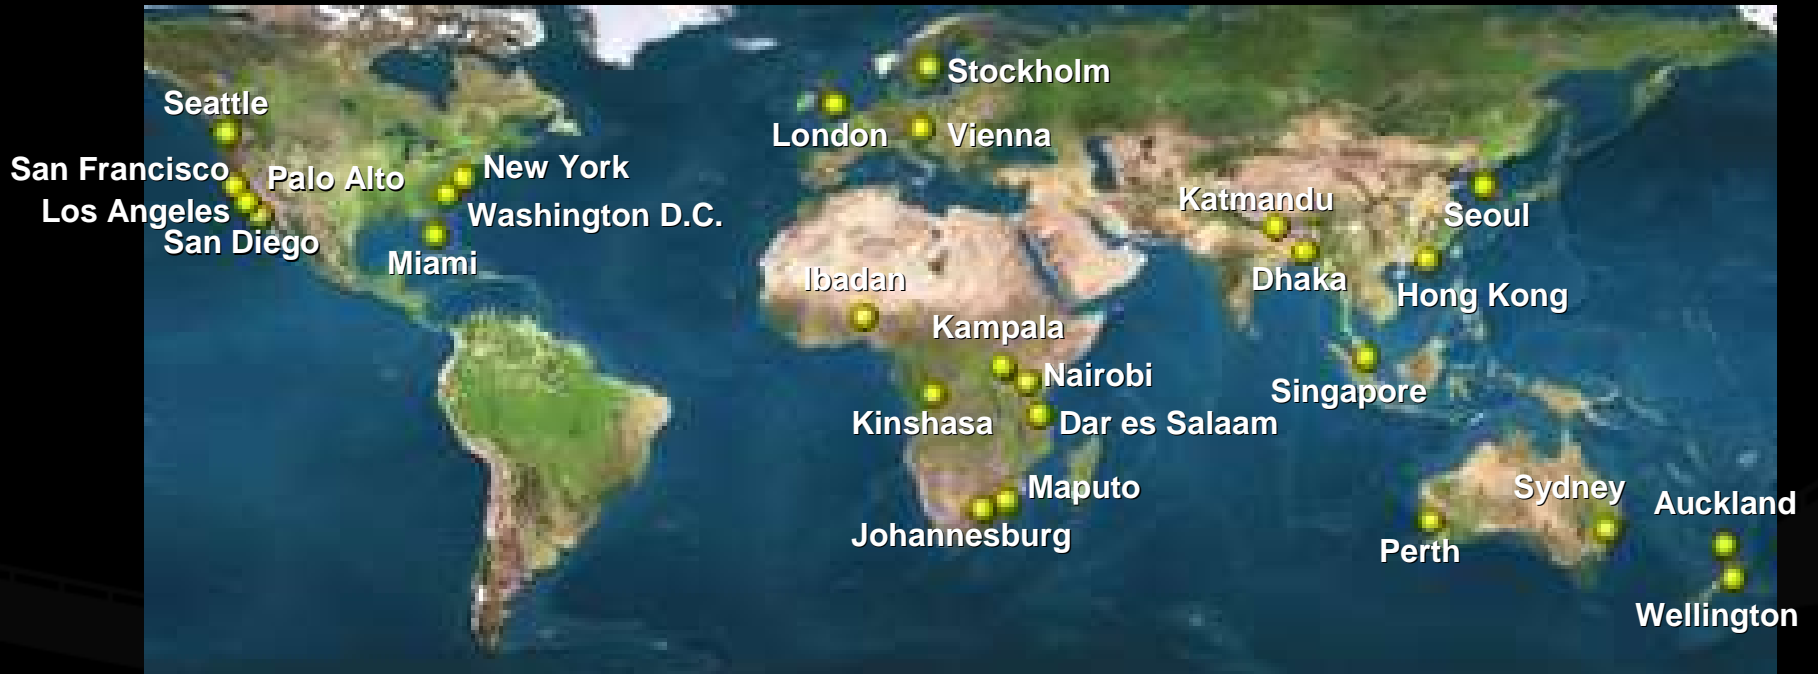 Stockholm
Seattle
London
Vienna
San Francisco
Palo Alto
New York
Los Angeles
Washington D.C.
San Diego
Miami
Katmandu
Seoul
Ibadan
Dhaka
Hong Kong
Kampala
Nairobi
Singapore
Kinshasa
Dar es Salaam
Maputo
Sydney
Auckland
Johannesburg
Perth
Wellington